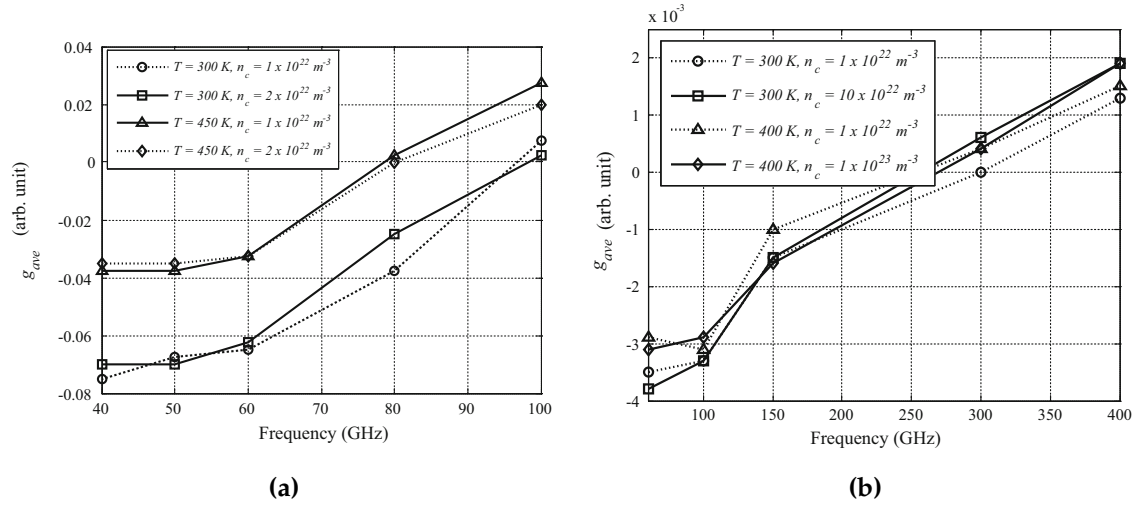 0.04
0.02
0
-0.02
-0.04
-0.06
-0.08
g_ave (arb. unit)
T = 300 K, n_c = 1 x 10^22 m^-3
T = 300 K, n_c = 2 x 10^22 m^-3
T = 450 K, n_c = 1 x 10^22 m^-3
T = 450 K, n_c = 2 x 10^22 m^-3
40 50 60 70 80 90 100
Frequency (GHz)
(a)
x 10^-3
2
1
0
-1
-2
-3
-4
g_ave (arb. unit)
T = 300 K, n_c = 1 x 10^22 m^-3
T = 300 K, n_c = 10 x 10^22 m^-3
T = 400 K, n_c = 1 x 10^22 m^-3
T = 400 K, n_c = 1 x 10^23 m^-3
100 150 200 250 300 350 400
Frequency (GHz)
(b)